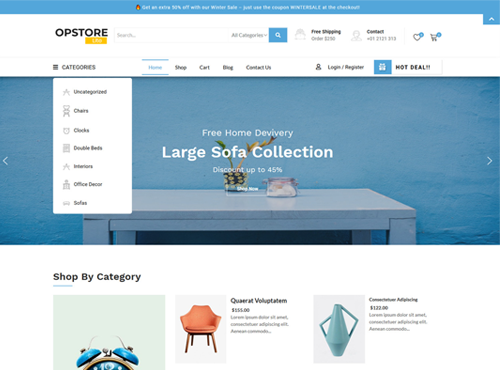 Get an extra 50% off with our Winter Sale – just use the coupon WINTERSALE at the checkout!
OPSTORE
Search...
All Categories
Free Shipping
Order $250
Contact
+01 2121 315
0
0
CATEGORIES
Home
Shop
Cart
Blog
Contact Us
Login / Register
HOT DEAL!!
Uncategorized
Chairs
Clocks
Double Beds
Interiors
Office Decor
Sofas
Free Home Devivery
Large Sofa Collection
Discount up to 45%
Shop Now
Shop By Category
Quaerat Voluptatem
$155.00
Lorem ipsum dolor sit amet,
consectetuer adipiscing elit.
Aenean commodo...
Consectetuer Adipiscing
$122.00
Lorem ipsum dolor sit amet,
consectetuer adipiscing elit.
Aenean commodo...